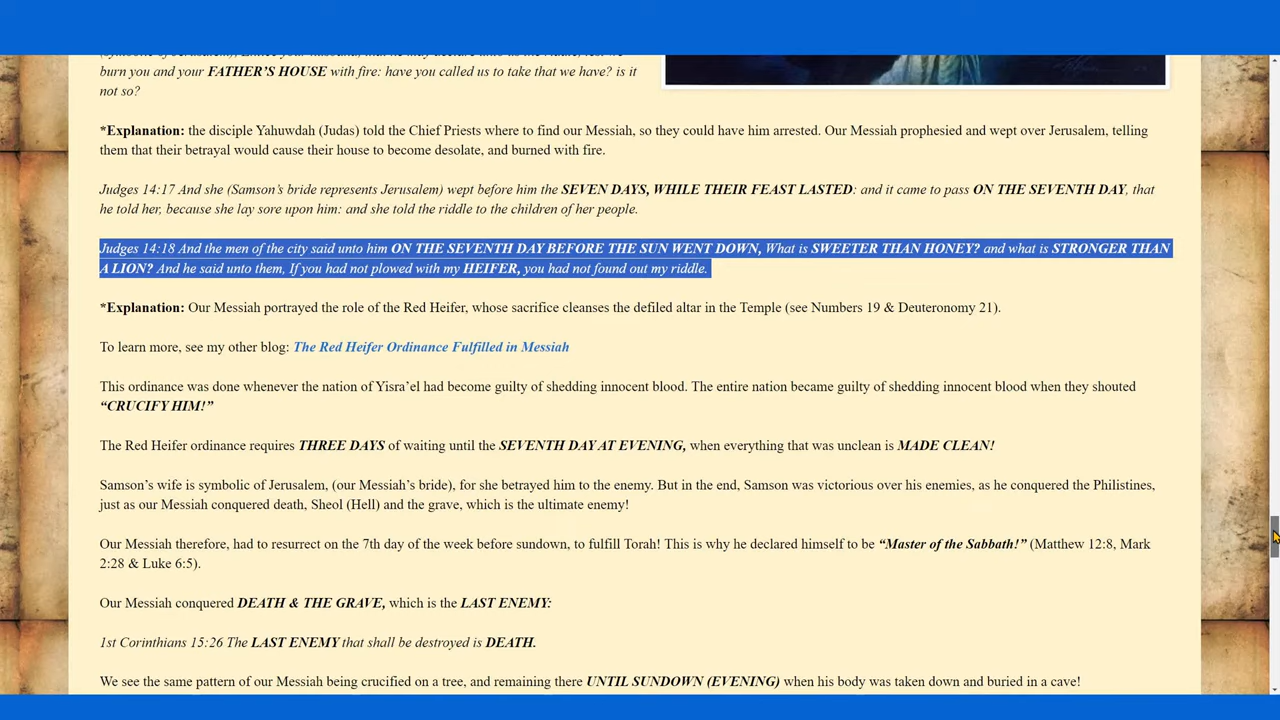 burn you and your FATHER'S HOUSE with fire: have you called us to take that we have? is it
not so?
*Explanation: the disciple Yahuwdah (Judas) told the Chief Priests where to find our Messiah, so they could have him arrested. Our Messiah prophesied and wept over Jerusalem, telling
them that their betrayal would cause their house to become desolate, and burned with fire.
Judges 14:17 And she (Samson's bride represents Jerusalem) wept before him the SEVEN DAYS, WHILE THEIR FEAST LASTED: and it came to pass ON THE SEVENTH DAY, that
he told her, because she lay sore upon him: and she told the riddle to the children of her people.
Judges 14:18 And the men of the city said unto him ON THE SEVENTH DAY BEFORE THE SUN WENT DOWN, What is SWEETER THAN HONEY? and what is STRONGER THAN
A LION? And he said unto them, If you had not plowed with my HEIFER, you had not found out my riddle.
*Explanation: Our Messiah portrayed the role of the Red Heifer, whose sacrifice cleanses the defiled altar in the Temple (see Numbers 19 & Deuteronomy 21).
To learn more, see my other blog: The Red Heifer Ordinance Fulfilled in Messiah
This ordinance was done whenever the nation of Yisra'el had become guilty of shedding innocent blood. The entire nation became guilty of shedding innocent blood when they shouted
“CRUCIFY HIM!”
The Red Heifer ordinance requires THREE DAYS of waiting until the SEVENTH DAY AT EVENING, when everything that was unclean is MADE CLEAN!
Samson's wife is symbolic of Jerusalem, (our Messiah's bride), for she betrayed him to the enemy. But in the end, Samson was victorious over his enemies, as he conquered the Philistines,
just as our Messiah conquered death, Sheol (Hell) and the grave, which is the ultimate enemy!
Our Messiah therefore, had to resurrect on the 7th day of the week before sundown, to fulfill Torah! This is why he declared himself to be “Master of the Sabbath!” (Matthew 12:8, Mark
2:28 & Luke 6:5).
Our Messiah conquered DEATH & THE GRAVE, which is the LAST ENEMY:
1st Corinthians 15:26 The LAST ENEMY that shall be destroyed is DEATH.
We see the same pattern of our Messiah being crucified on a tree, and remaining there UNTIL SUNDOWN (EVENING) when his body was taken down and buried in a cave!